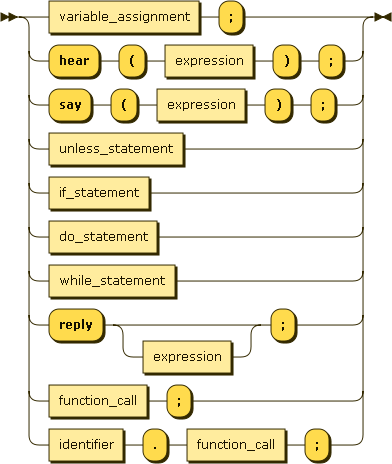 variable_assignment ;
hear ( expression ) ;
say ( expression ) ;
unless_statement
if_statement
do_statement
while_statement
reply ;
expression
function_call ;
identifier . function_call ;